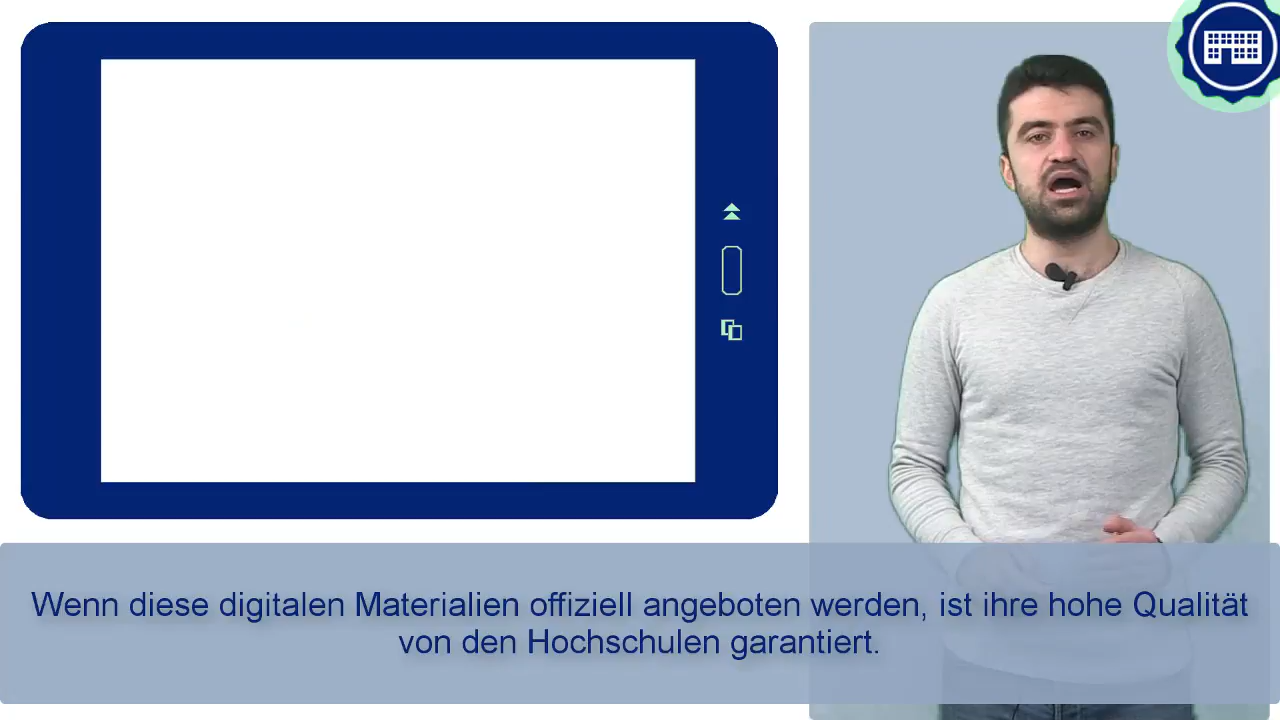 Wenn diese digitalen Materialien offiziell angeboten werden, ist ihre hohe Qualität
von den Hochschulen garantiert.